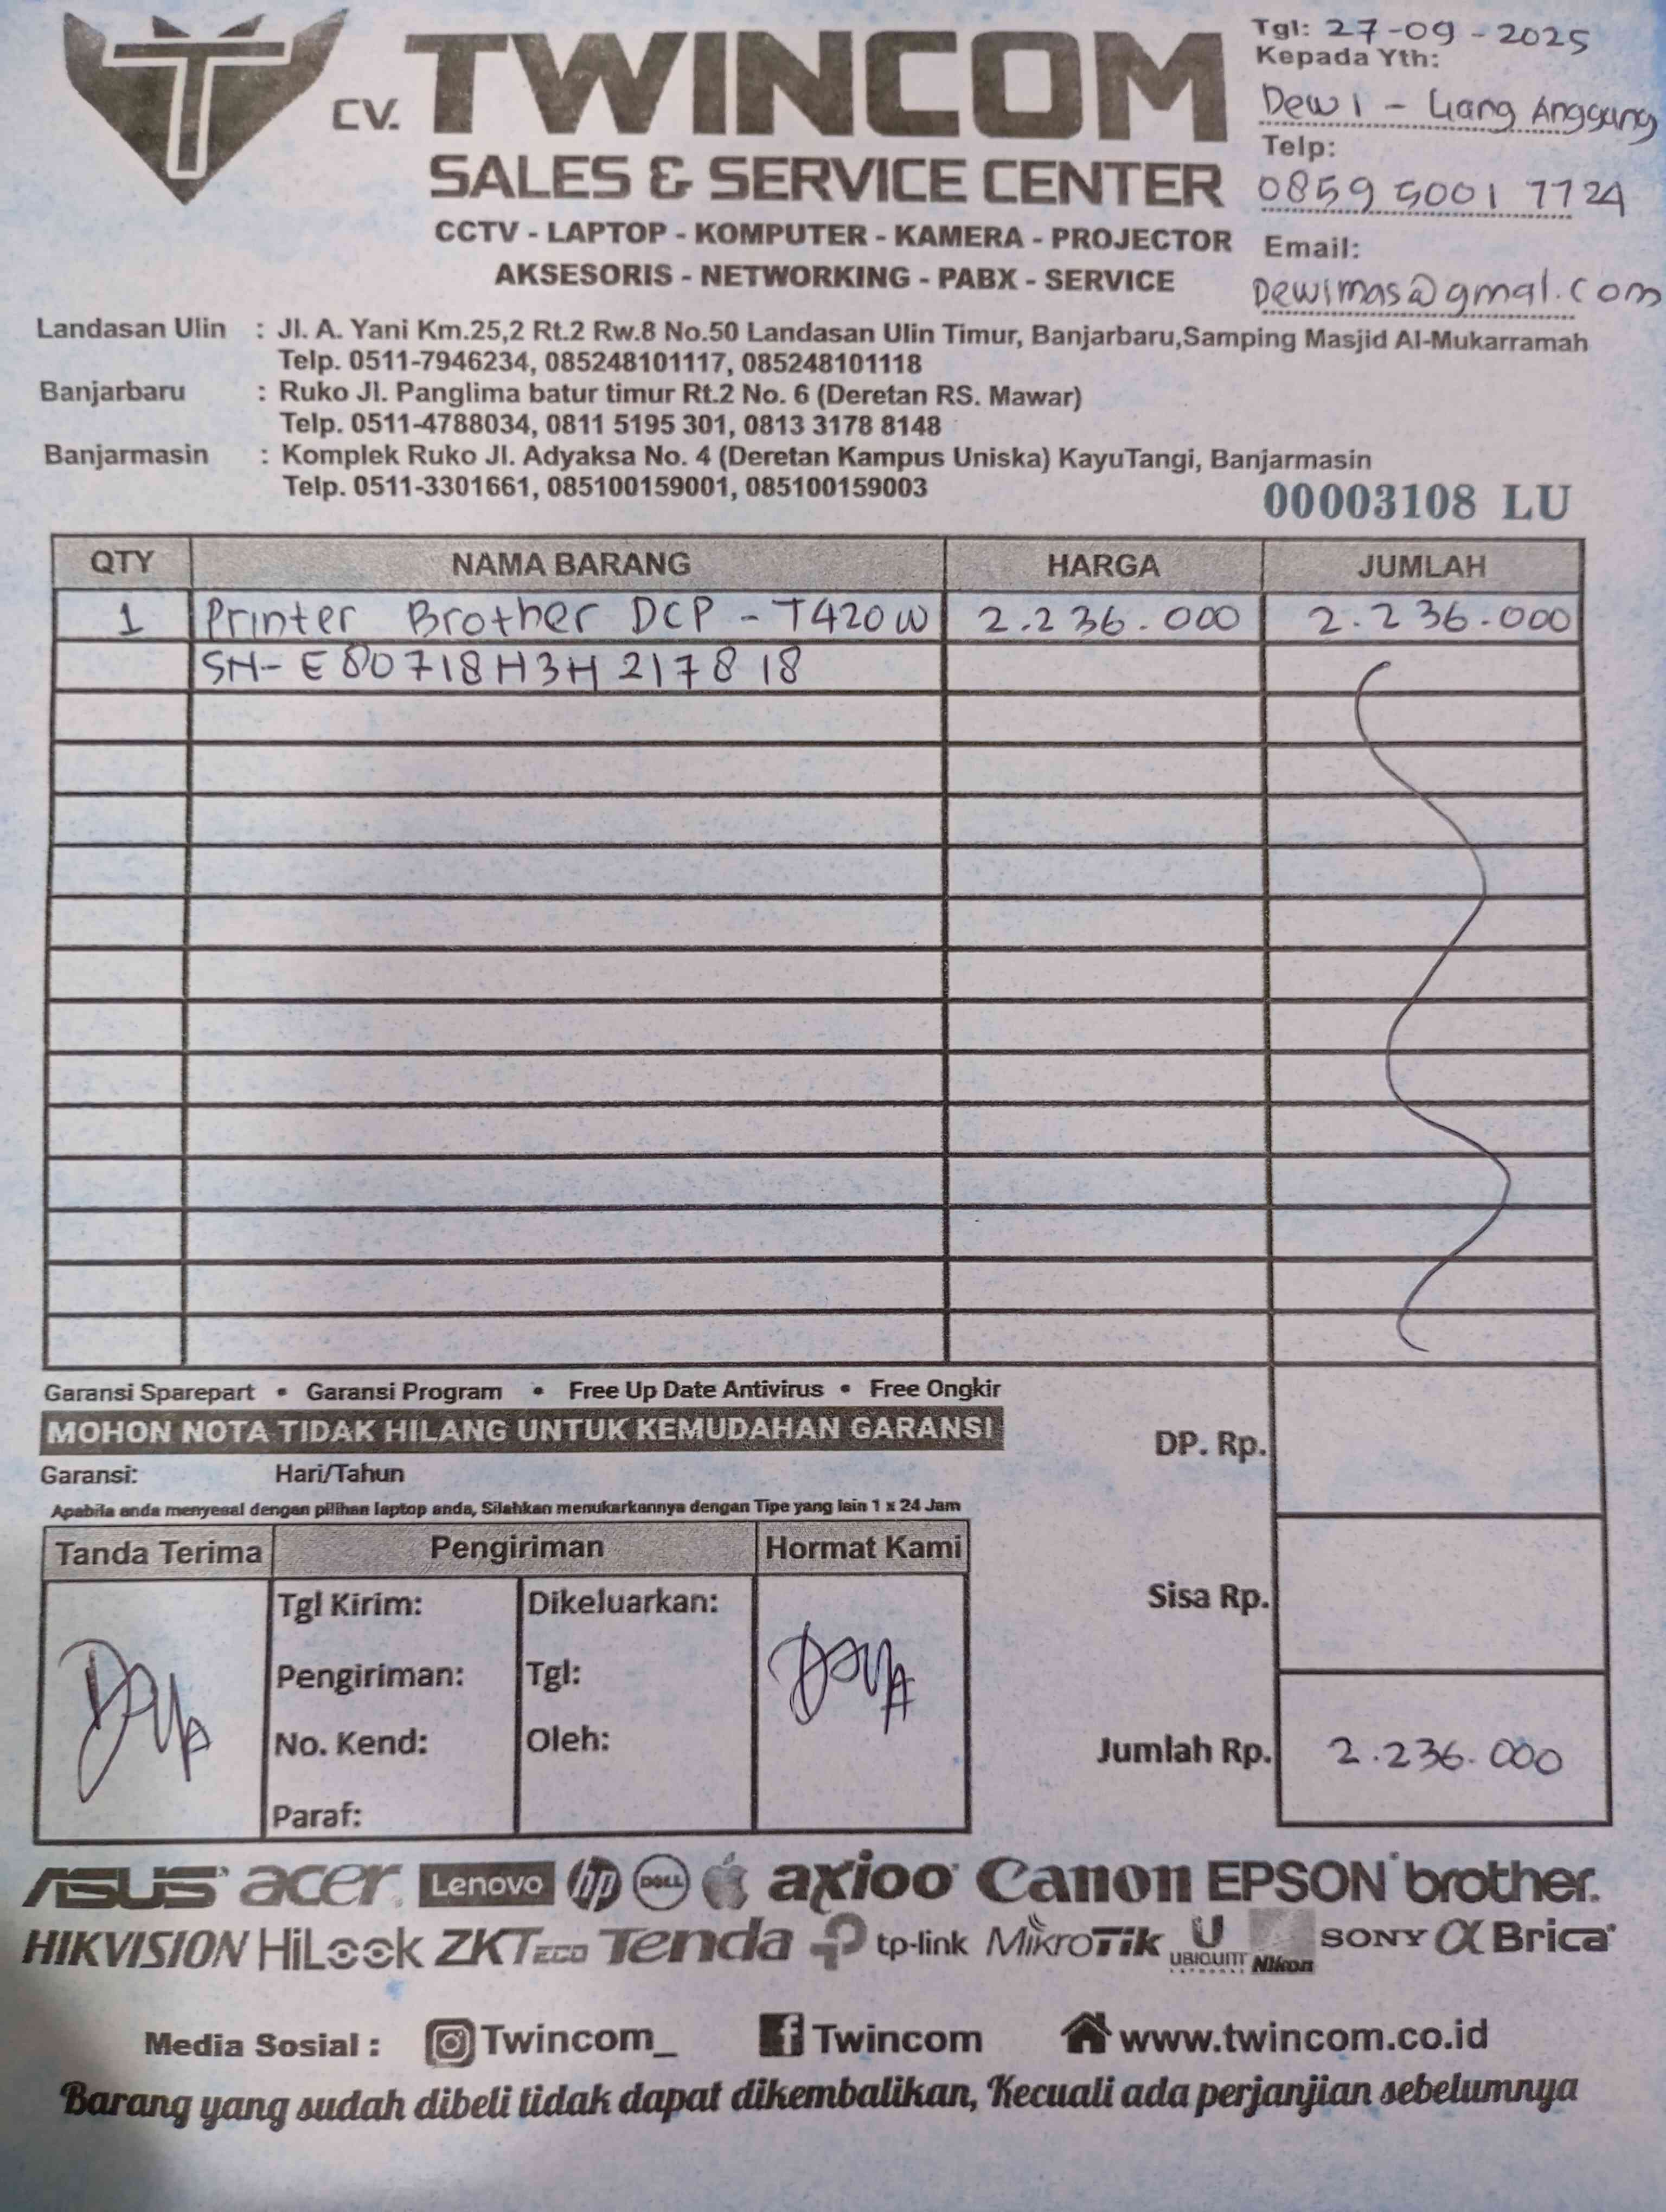 CV. TWINCOM
SALES & SERVICE CENTER
CCTV - LAPTOP - KOMPUTER - KAMERA - PROJECTOR
AKSESORIS - NETWORKING - PABX - SERVICE
Tgl: 27-09-2025
Kepada Yth:
Dewi - Liang Anggang
Telp:
0859 5001 7724
Email:
Dewimas@gmal.com
Landasan Ulin : Jl. A. Yani Km.25,2 Rt.2 Rw.8 No.50 Landasan Ulin Timur, Banjarbaru,Samping Masjid Al-Mukarramah
Telp. 0511-7946234, 085248101117, 085248101118
Banjarbaru : Ruko Jl. Panglima batur timur Rt.2 No. 6 (Deretan RS. Mawar)
Telp. 0511-4788034, 0811 5195 301, 0813 3178 8148
Banjarmasin : Komplek Ruko Jl. Adyaksa No. 4 (Deretan Kampus Uniska) KayuTangi, Banjarmasin
Telp. 0511-3301661, 085100159001, 085100159003
00003108 LU
QTY NAMA BARANG HARGA JUMLAH
1 Printer Brother DCP - T420W 2.236.000 2.236.000
SN- E80718H3H217818
Garansi Sparepart • Garansi Program • Free Up Date Antivirus • Free Ongkir
MOHON NOTA TIDAK HILANG UNTUK KEMUDAHAN GARANSI
Garansi: Hari/Tahun
Apabila anda menyesal dengan pilihan laptop anda, Silahkan menukarkannya dengan Tipe yang lain 1 x 24 Jam
DP. Rp.
Sisa Rp.
Jumlah Rp. 2.236.000
Tanda Terima Pengiriman Hormat Kami
Tgl Kirim: Dikeluarkan:
Pengiriman: Tgl:
No. Kend: Oleh:
Paraf:
ASUS acer Lenovo hp DELL axioo Canon EPSON brother.
HIKVISION HiLook ZKTECO Tenda tp-link MikroTik U UBIQUITI NETWORKS Nikon SONY α Brica
Media Sosial : Twincom_ Twincom www.twincom.co.id
Barang yang sudah dibeli tidak dapat dikembalikan, Kecuali ada perjanjian sebelumnya